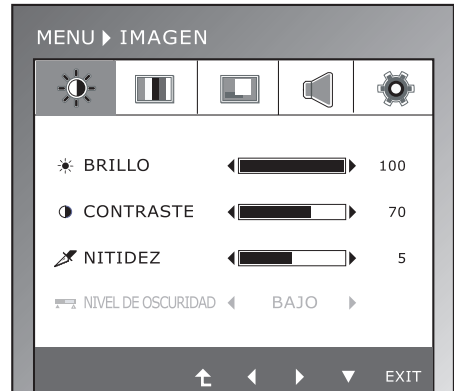 MENU IMAGEN
BRILLO 100
CONTRASTE 70
NITIDEZ 5
NIVEL DE OSCURIDAD BAJO
EXIT